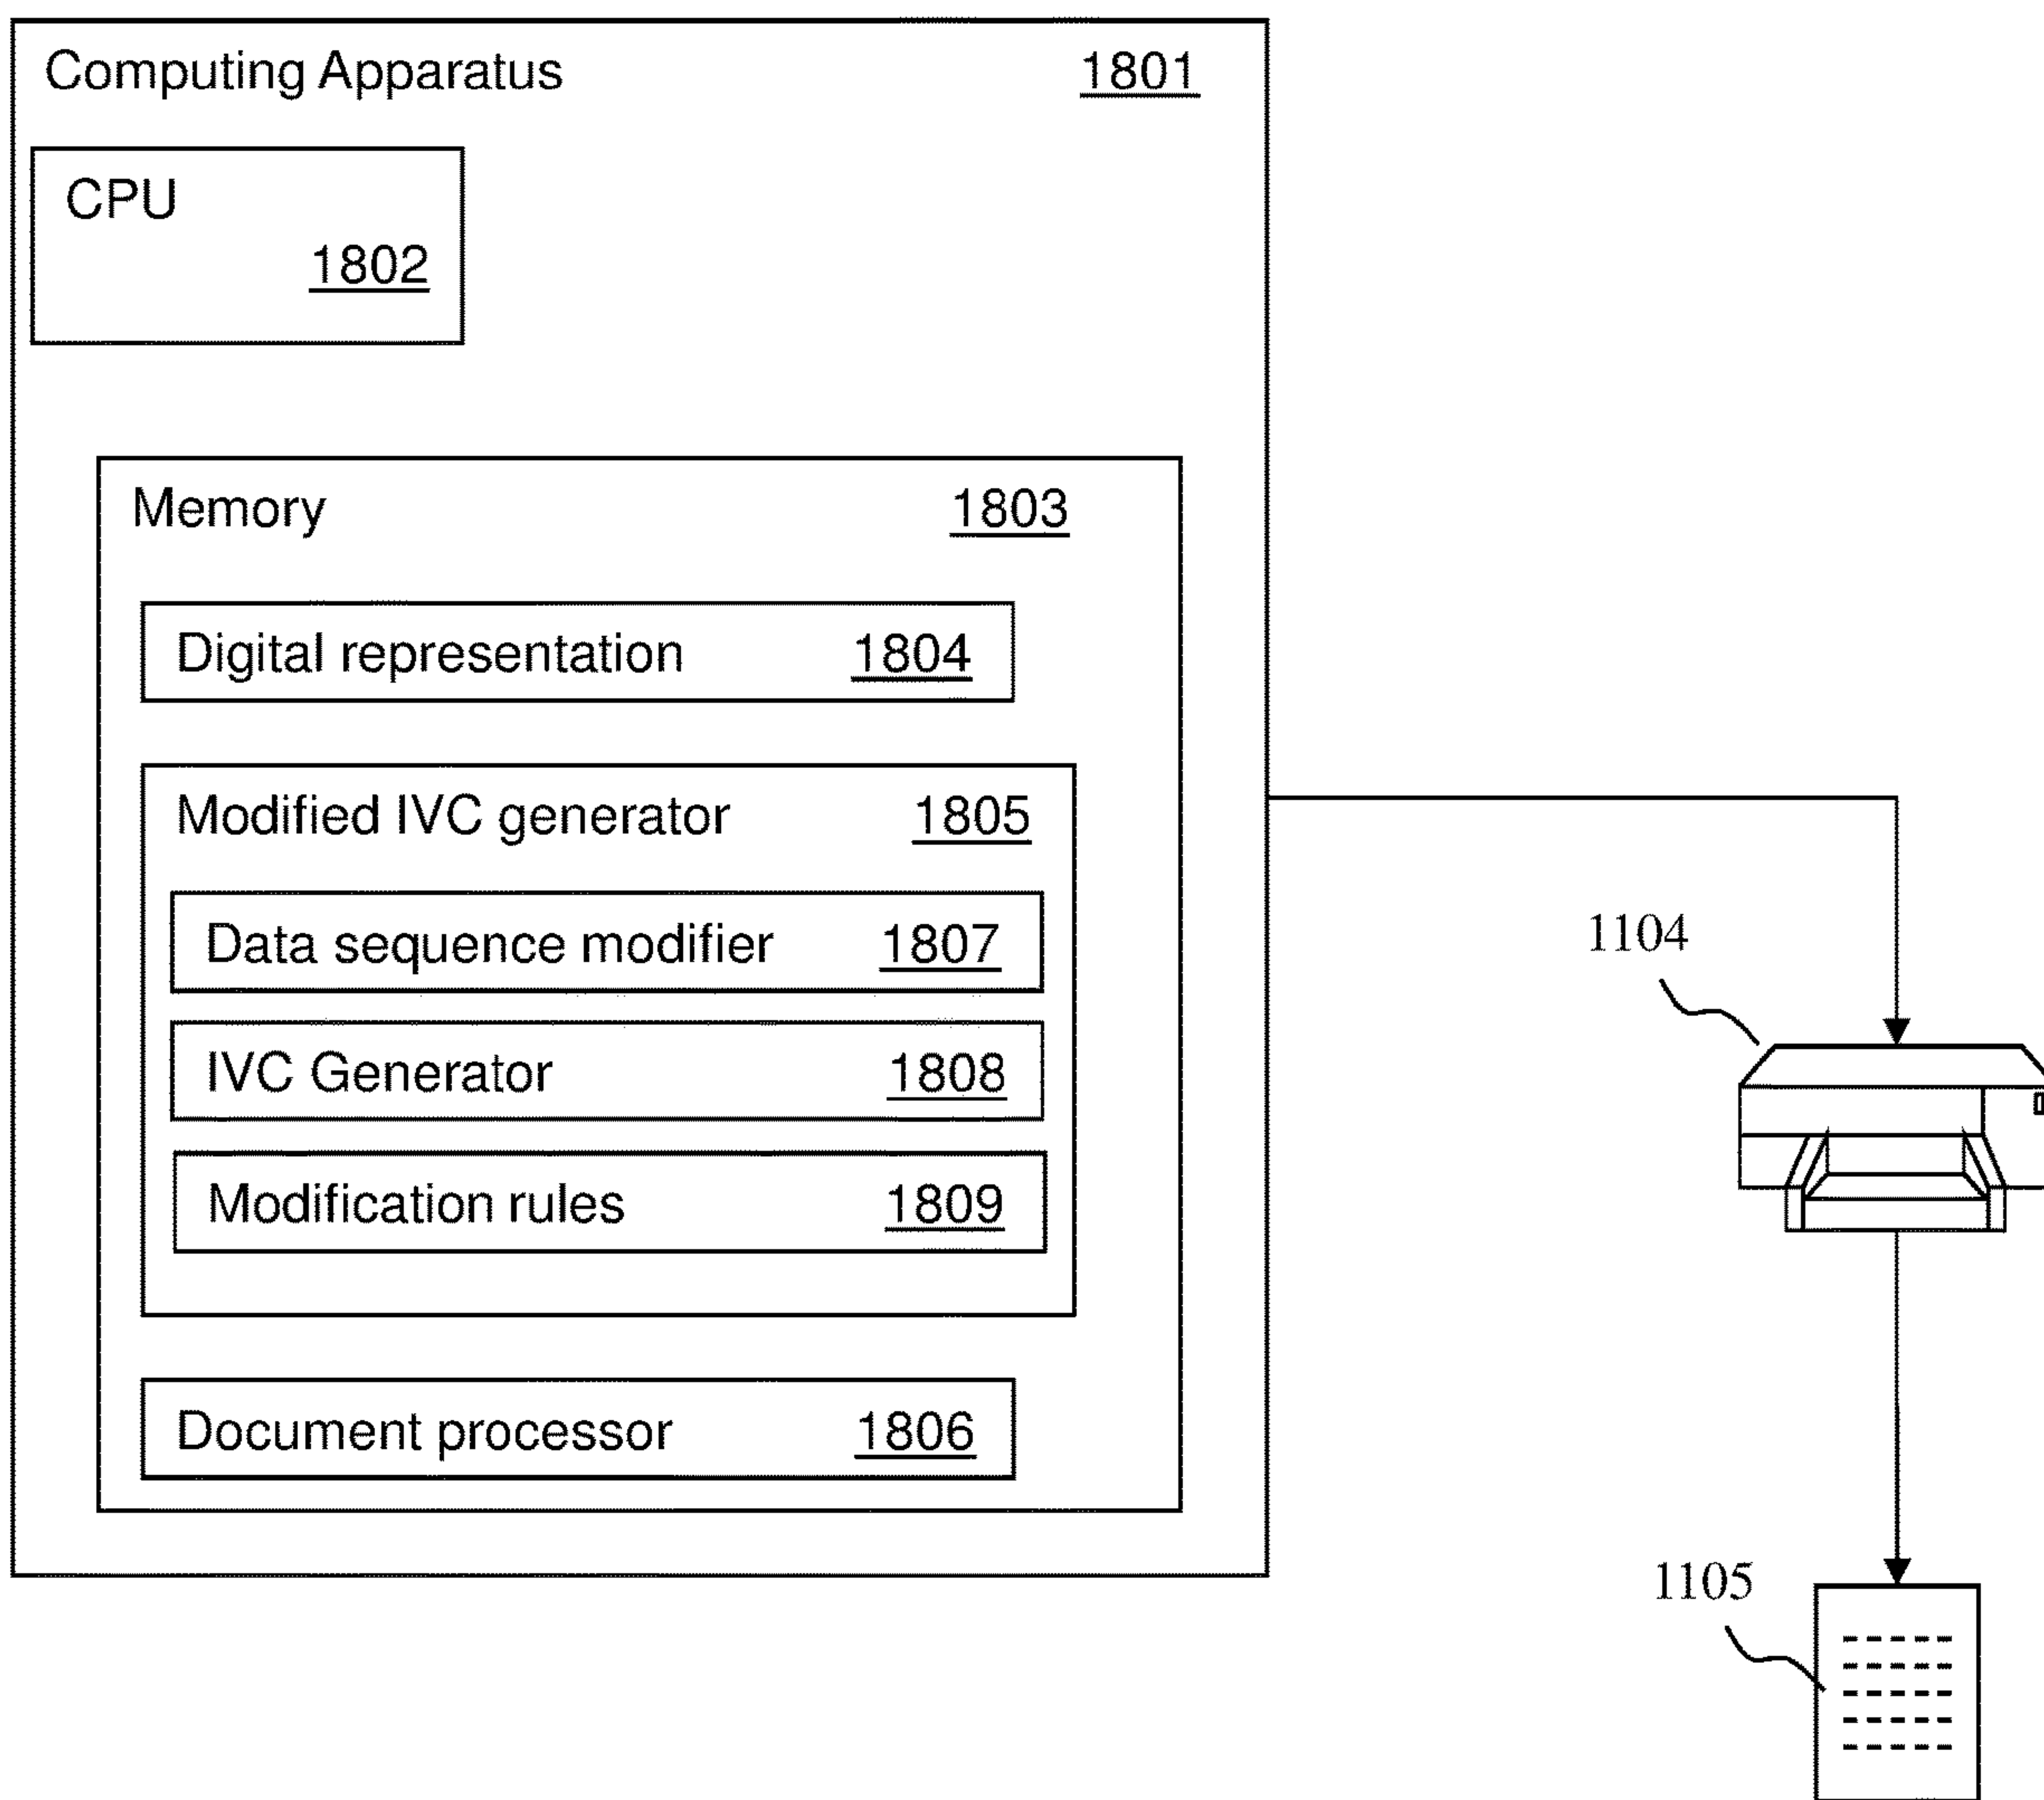 Computing Apparatus 1801
CPU
1802
Memory 1803
Digital representation 1804
Modified IVC generator 1805
Data sequence modifier 1807
IVC Generator 1808
Modification rules 1809
Document processor 1806
1104
1105